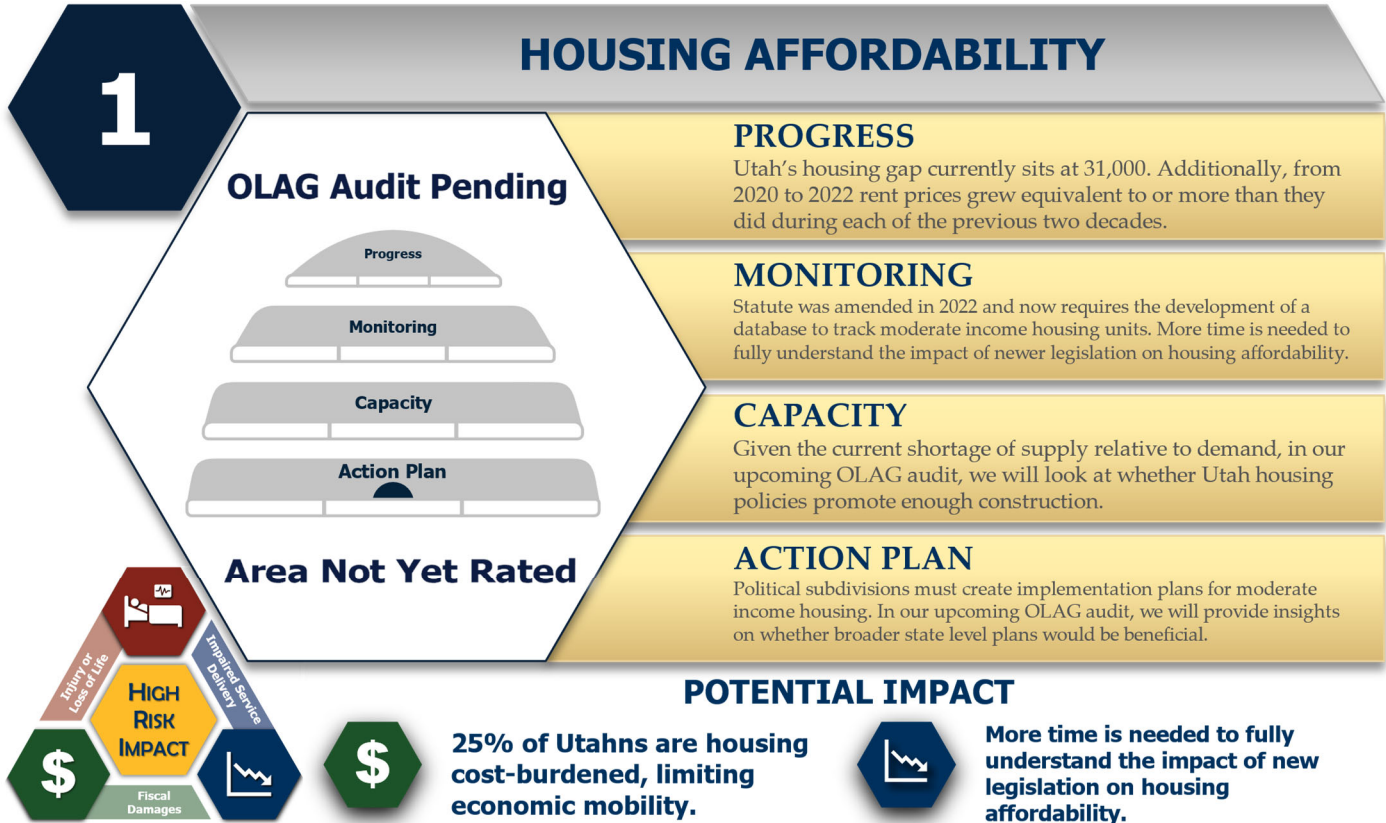 1
HOUSING AFFORDABILITY
OLAG Audit Pending
Progress
Monitoring
Capacity
Action Plan
Area Not Yet Rated
PROGRESS
Utah’s housing gap currently sits at 31,000. Additionally, from
2020 to 2022 rent prices grew equivalent to or more than they
did during each of the previous two decades.
MONITORING
Statute was amended in 2022 and now requires the development of a
database to track moderate income housing units. More time is needed to
fully understand the impact of newer legislation on housing affordability.
CAPACITY
Given the current shortage of supply relative to demand, in our
upcoming OLAG audit, we will look at whether Utah housing
policies promote enough construction.
ACTION PLAN
Political subdivisions must create implementation plans for moderate
income housing. In our upcoming OLAG audit, we will provide insights
on whether broader state level plans would be beneficial.
Injury or
Loss of Life
Impaired Service
Delivery
HIGH
RISK
IMPACT
$
Fiscal
Damages
POTENTIAL IMPACT
$
25% of Utahns are housing
cost-burdened, limiting
economic mobility.
More time is needed to fully
understand the impact of new
legislation on housing
affordability.